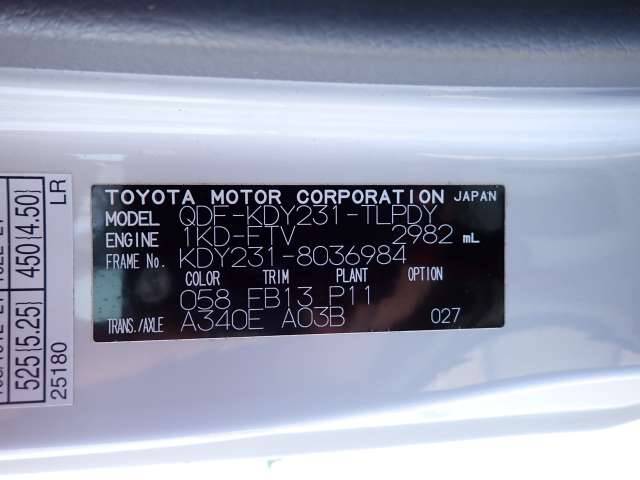 TOYOTA MOTOR CORPORATION JAPAN
MODEL QDF-KDY231-TLPDY
ENGINE 1KD-FTV 2982 mL
FRAME No. KDY231-8036984
COLOR TRIM PLANT OPTION
058 FB13 P11
TRANS./AXLE A340E A03B 027
525(5.25) 450(4.50)
25180 LR